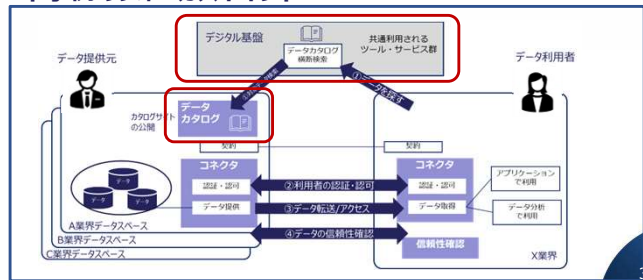 デジタル基盤
データカタログ
横断検索
共通利用される
ツール・サービス群
データ提供元
データ利用者
①データを探す
カタログサイト
の公開
データ
カタログ
契約
契約
コネクタ
認証・認可
データ提供
コネクタ
認証・認可
データ取得
②利用者の認証・認可
③データ転送/アクセス
④データの信頼性確認
アプリケーション
で利用
データ分析
で利用
信頼性確認
データ
データ
データ
A業界データスペース
B業界データスペース
C業界データスペース
X業界